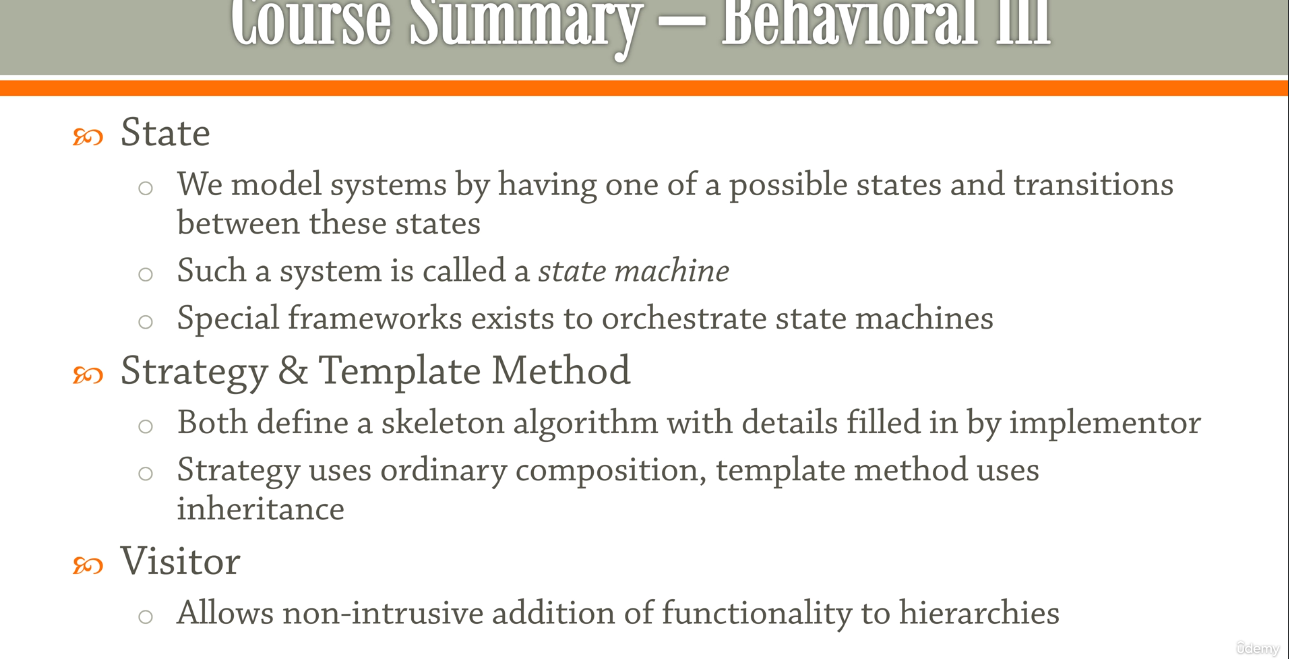 Course Summary — Behavioral III
State
We model systems by having one of a possible states and transitions
between these states
Such a system is called a state machine
Special frameworks exists to orchestrate state machines
Strategy & Template Method
Both define a skeleton algorithm with details filled in by implementor
Strategy uses ordinary composition, template method uses
inheritance
Visitor
Allows non-intrusive addition of functionality to hierarchies
ûdemy